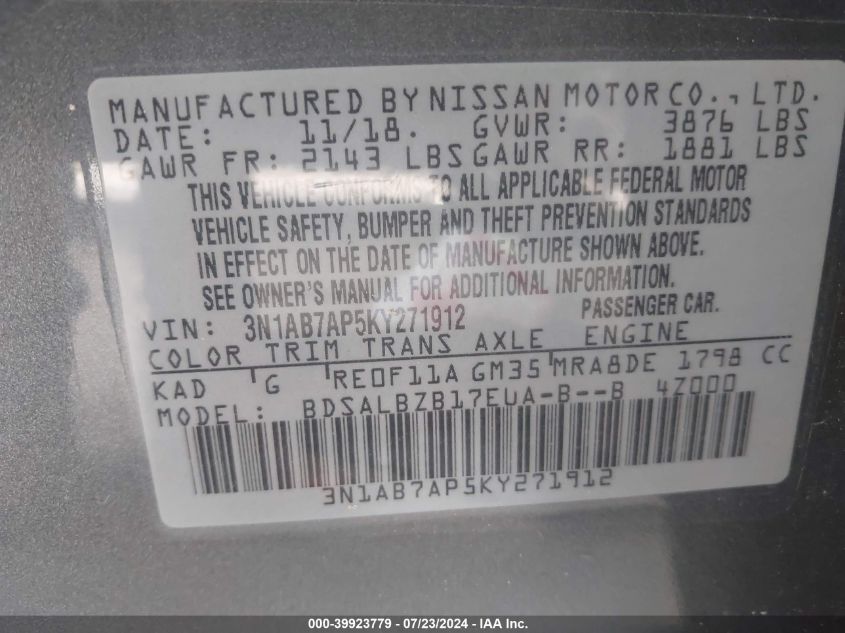 MANUFACTURED BY NISSAN MOTOR CO., LTD.
DATE: 11/18. GVWR: 3876 LBS
GAWR FR: 2143 LBS GAWR RR: 1881 LBS
THIS VEHICLE CONFORMS TO ALL APPLICABLE FEDERAL MOTOR
VEHICLE SAFETY, BUMPER AND THEFT PREVENTION STANDARDS
IN EFFECT ON THE DATE OF MANUFACTURE SHOWN ABOVE.
SEE OWNER'S MANUAL FOR ADDITIONAL INFORMATION.
VIN: 3N1AB7AP5KY271912 PASSENGER CAR.
COLOR TRIM TRANS AXLE ENGINE
KAD G RE0F11A GM35 MRA8DE 1798 CC
MODEL: BDSALBZB17EUA-B--B 4Z000
3N1AB7AP5KY271912
000-39923779 - 07/23/2024 - IAA Inc.